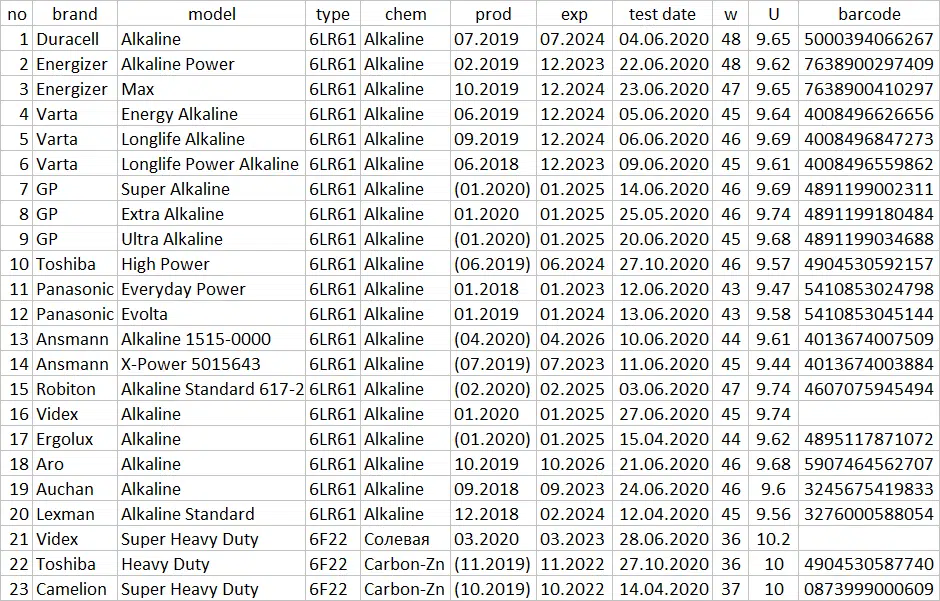 no brand model type chem prod exp test date w U barcode
1 Duracell Alkaline 6LR61 Alkaline 07.2019 07.2024 04.06.2020 48 9.65 5000394066267
2 Energizer Alkaline Power 6LR61 Alkaline 02.2019 12.2023 22.06.2020 48 9.62 7638900297409
3 Energizer Max 6LR61 Alkaline 10.2019 12.2024 23.06.2020 47 9.65 7638900410297
4 Varta Energy Alkaline 6LR61 Alkaline 06.2019 12.2024 05.06.2020 45 9.64 4008496626656
5 Varta Longlife Alkaline 6LR61 Alkaline 09.2019 12.2024 06.06.2020 46 9.69 4008496847273
6 Varta Longlife Power Alkaline 6LR61 Alkaline 06.2018 12.2023 09.06.2020 45 9.61 4008496559862
7 GP Super Alkaline 6LR61 Alkaline (01.2020) 01.2025 14.06.2020 46 9.69 4891199002311
8 GP Extra Alkaline 6LR61 Alkaline 01.2020 01.2025 25.05.2020 46 9.74 4891199180484
9 GP Ultra Alkaline 6LR61 Alkaline (01.2020) 01.2025 20.06.2020 45 9.68 4891199034688
10 Toshiba High Power 6LR61 Alkaline (06.2019) 06.2024 27.10.2020 46 9.57 4904530592157
11 Panasonic Everyday Power 6LR61 Alkaline 01.2018 01.2023 12.06.2020 43 9.47 5410853024798
12 Panasonic Evolta 6LR61 Alkaline 01.2019 01.2024 13.06.2020 43 9.58 5410853045144
13 Ansmann Alkaline 1515-0000 6LR61 Alkaline (04.2020) 04.2026 10.06.2020 44 9.61 4013674007509
14 Ansmann X-Power 5015643 6LR61 Alkaline (07.2019) 07.2023 11.06.2020 45 9.44 4013674003884
15 Robiton Alkaline Standard 617-2 6LR61 Alkaline (02.2020) 02.2025 03.06.2020 47 9.74 4607075945494
16 Videx Alkaline 6LR61 Alkaline 01.2020 01.2025 27.06.2020 45 9.74
17 Ergolux Alkaline 6LR61 Alkaline (01.2020) 01.2025 15.04.2020 44 9.62 4895117871072
18 Aro Alkaline 6LR61 Alkaline 10.2019 10.2026 21.06.2020 46 9.68 5907464562707
19 Auchan Alkaline 6LR61 Alkaline 09.2018 09.2023 24.06.2020 46 9.6 3245675419833
20 Lexman Alkaline Standard 6LR61 Alkaline 12.2018 02.2024 12.04.2020 45 9.56 3276000588054
21 Videx Super Heavy Duty 6F22 Солевая 03.2020 03.2023 28.06.2020 36 10.2
22 Toshiba Heavy Duty 6F22 Carbon-Zn (11.2019) 11.2022 27.10.2020 36 10 4904530587740
23 Camelion Super Heavy Duty 6F22 Carbon-Zn (10.2019) 10.2022 14.04.2020 37 10 0873999000609